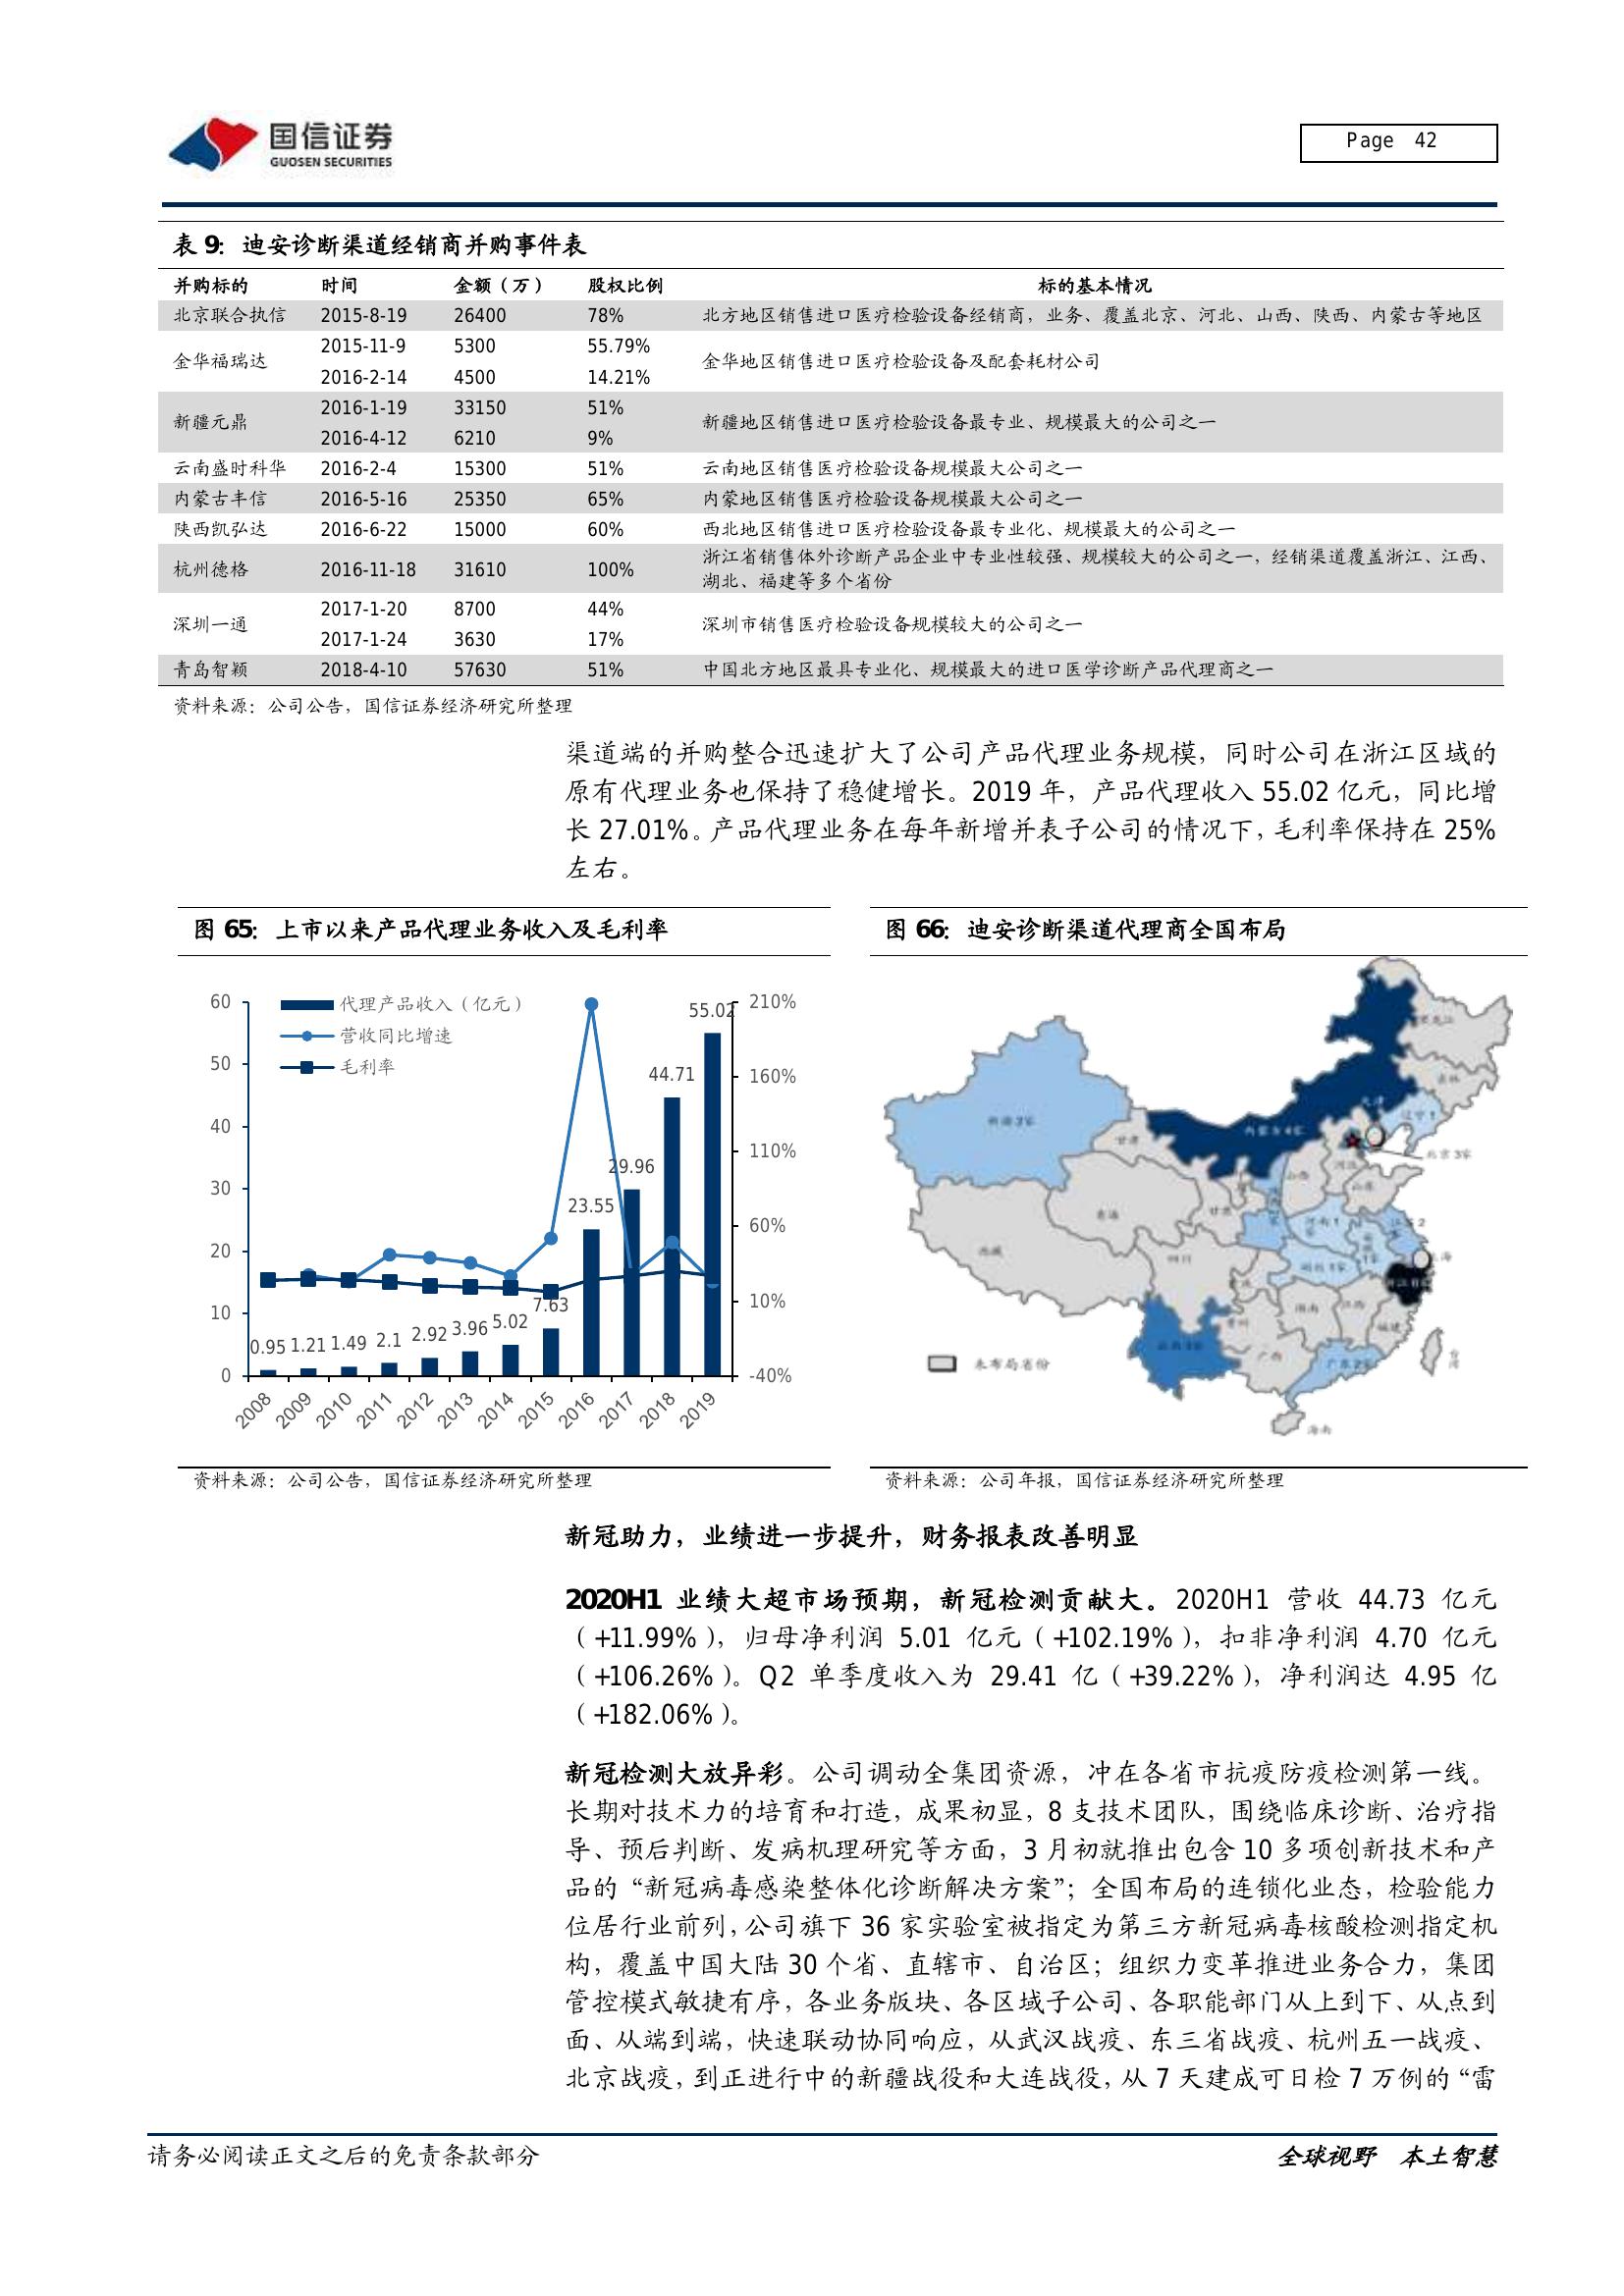 国信证券
GUOSEN SECURITIES
Page 42
表 9：迪安诊断渠道经销商并购事件表
并购标的 时间 金额（万） 股权比例 标的基本情况
北京联合执信 2015-8-19 26400 78% 北方地区销售进口医疗检验设备经销商，业务、覆盖北京、河北、山西、陕西、内蒙古等地区
金华福瑞达 2015-11-9 5300 55.79% 金华地区销售进口医疗检验设备及配套耗材公司
2016-2-14 4500 14.21%
新疆元鼎 2016-1-19 33150 51% 新疆地区销售进口医疗检验设备最专业、规模最大的公司之一
2016-4-12 6210 9%
云南盛时科华 2016-2-4 15300 51% 云南地区销售医疗检验设备规模最大公司之一
内蒙古丰信 2016-5-16 25350 65% 内蒙地区销售医疗检验设备规模最大公司之一
陕西凯弘达 2016-6-22 15000 60% 西北地区销售进口医疗检验设备最专业化、规模最大的公司之一
杭州德格 2016-11-18 31610 100% 浙江省销售体外诊断产品企业中专业性较强、规模较大的公司之一，经销渠道覆盖浙江、江西、
湖北、福建等多个省份
深圳一通 2017-1-20 8700 44% 深圳市销售医疗检验设备规模较大的公司之一
2017-1-24 3630 17%
青岛智颖 2018-4-10 57630 51% 中国北方地区最具专业化、规模最大的进口医学诊断产品代理商之一
资料来源：公司公告，国信证券经济研究所整理
渠道端的并购整合迅速扩大了公司产品代理业务规模，同时公司在浙江区域的
原有代理业务也保持了稳健增长。2019 年，产品代理收入 55.02 亿元，同比增
长 27.01%。产品代理业务在每年新增并表子公司的情况下，毛利率保持在 25%
左右。
图 65：上市以来产品代理业务收入及毛利率
代理产品收入（亿元）
营收同比增速
毛利率
60
50
40
30
20
10
0
210%
160%
110%
60%
10%
-40%
0.95 1.21 1.49 2.1 2.92 3.96 5.02 7.63 23.55 29.96 44.71 55.02
2008 2009 2010 2011 2012 2013 2014 2015 2016 2017 2018 2019
资料来源：公司公告，国信证券经济研究所整理
图 66：迪安诊断渠道代理商全国布局
吉林
北京 3家
甘肃
山西
山东
青海
西藏
四川
湖南
福建
广西
海南
未布局省份
资料来源：公司年报，国信证券经济研究所整理
新冠助力，业绩进一步提升，财务报表改善明显
2020H1 业绩大超市场预期，新冠检测贡献大。2020H1 营收 44.73 亿元
（+11.99%），归母净利润 5.01 亿元（+102.19%），扣非净利润 4.70 亿元
（+106.26%）。Q2 单季度收入为 29.41 亿（+39.22%），净利润达 4.95 亿
（+182.06%）。
新冠检测大放异彩。公司调动全集团资源，冲在各省市抗疫防疫检测第一线。
长期对技术力的培育和打造，成果初显，8 支技术团队，围绕临床诊断、治疗指
导、预后判断、发病机理研究等方面，3 月初就推出包含 10 多项创新技术和产
品的“新冠病毒感染整体化诊断解决方案”；全国布局的连锁化业态，检验能力
位居行业前列，公司旗下 36 家实验室被指定为第三方新冠病毒核酸检测指定机
构，覆盖中国大陆 30 个省、直辖市、自治区；组织力变革推进业务合力，集团
管控模式敏捷有序，各业务版块、各区域子公司、各职能部门从上到下、从点到
面、从端到端，快速联动协同响应，从武汉战疫、东三省战疫、杭州五一战疫、
北京战疫，到正进行中的新疆战役和大连战役，从 7 天建成可日检 7 万例的“雷
请务必阅读正文之后的免责条款部分
全球视野 本土智慧